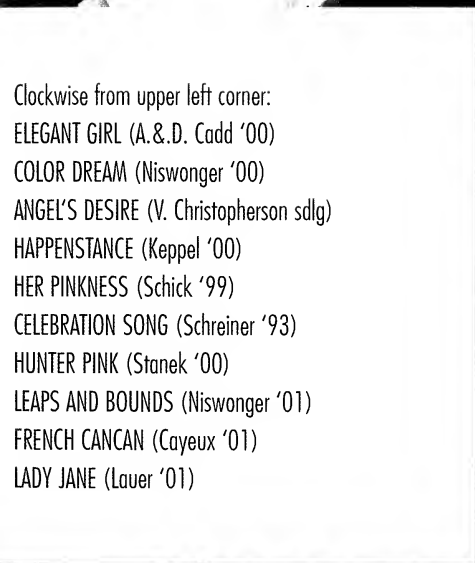 Clockwise from upper left corner:
ELEGANT GIRL (A.&D. Cadd '00)
COLOR DREAM (Niswonger '00)
ANGEL'S DESIRE (V. Christopherson sdlg)
HAPPENSTANCE (Keppel '00)
HER PINKNESS (Schick '99)
CELEBRATION SONG (Schreiner '93)
HUNTER PINK (Stanek '00)
LEAPS AND BOUNDS (Niswonger '01)
FRENCH CANCAN (Cayeux '01)
LADY JANE (Lauer '01)